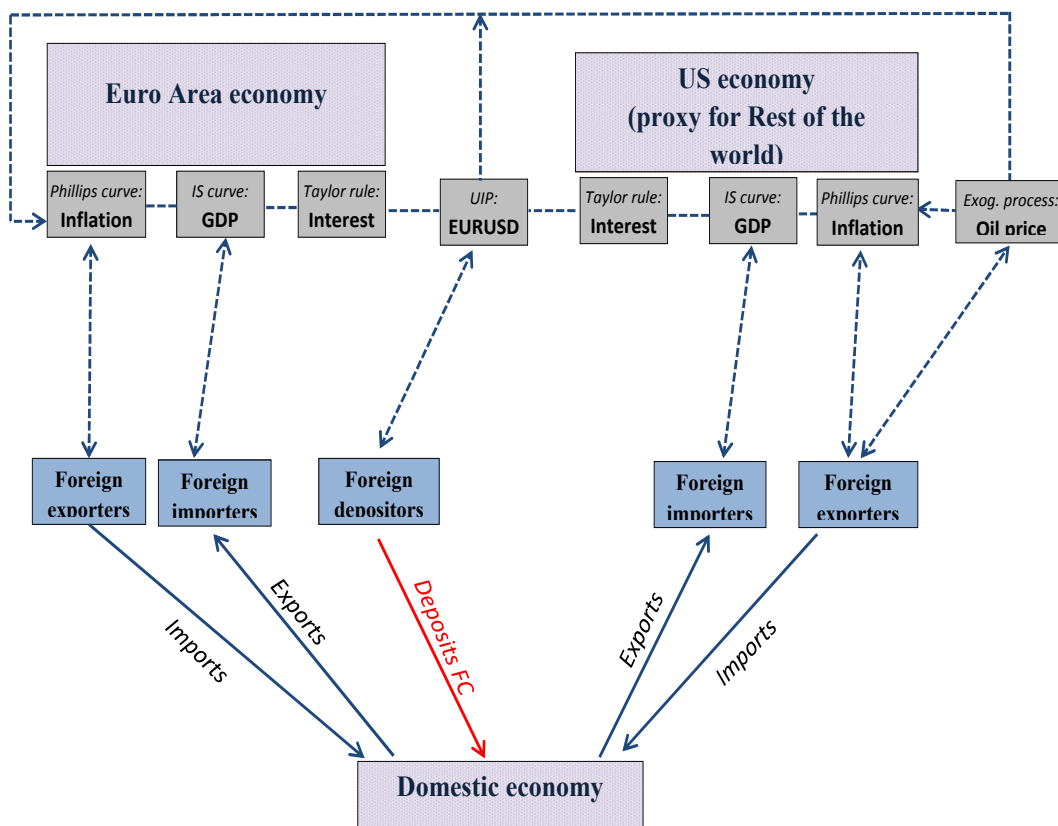 Euro Area economy
US economy
(proxy for Rest of the
world)
Phillips curve:
Inflation
IS curve:
GDP
Taylor rule:
Interest
UIP:
EURUSD
Taylor rule:
Interest
IS curve:
GDP
Phillips curve:
Inflation
Exog. process:
Oil price
Foreign
exporters
Foreign
importers
Foreign
depositors
Foreign
importers
Foreign
exporters
Imports
Exports
Deposits FC
Exports
Imports
Domestic economy